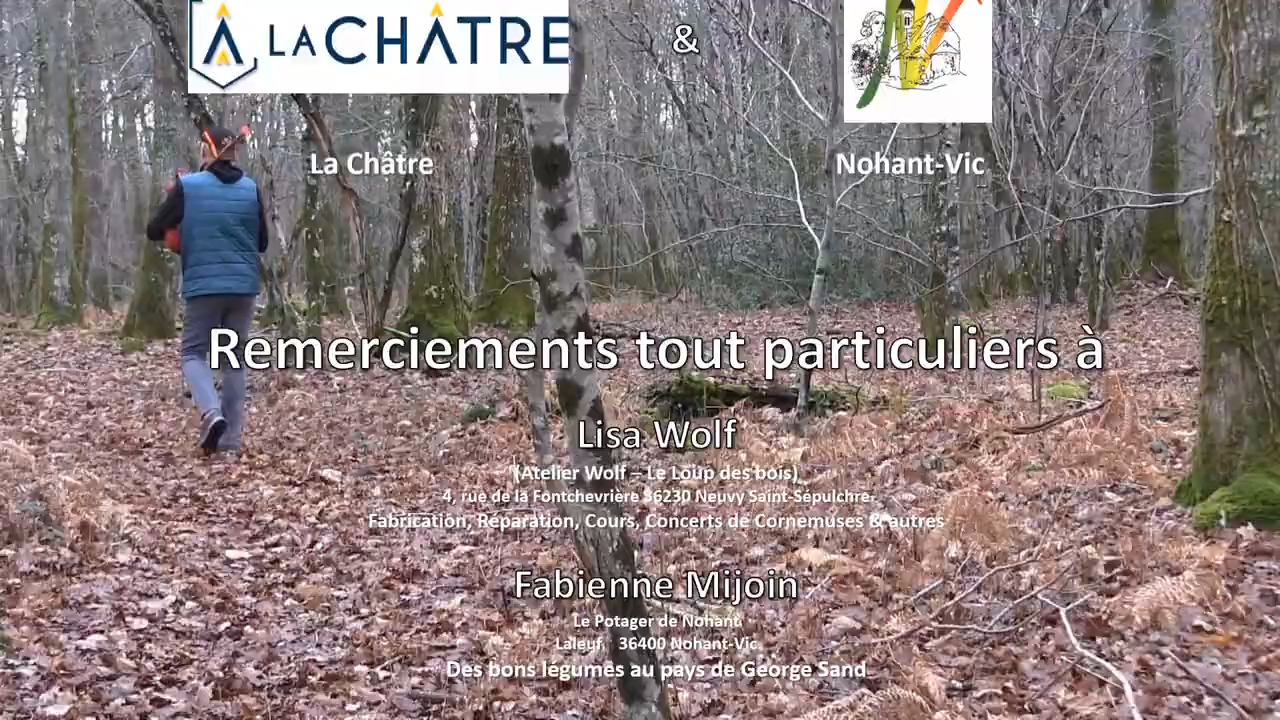 LA CHÂTRE
&
La Châtre
Nohant-Vic
Remerciements tout particuliers à
Lisa Wolf
(Atelier Wolf – Le Loup des bois)
4, rue de la Fontchevrière 36230 Neuvy Saint-Sépulchre
Fabrication, Réparation, Cours, Concerts de Cornemuses & autres
Fabienne Mijoin
Le Potager de Nohant
Laleuf 36400 Nohant-Vic
Des bons légumes au pays de George Sand